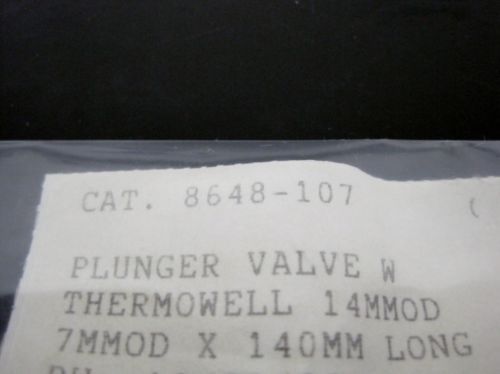 CAT. 8648-107 (
PLUNGER VALVE W
THERMOWELL 14MMOD
7MMOD X 140MM LONG